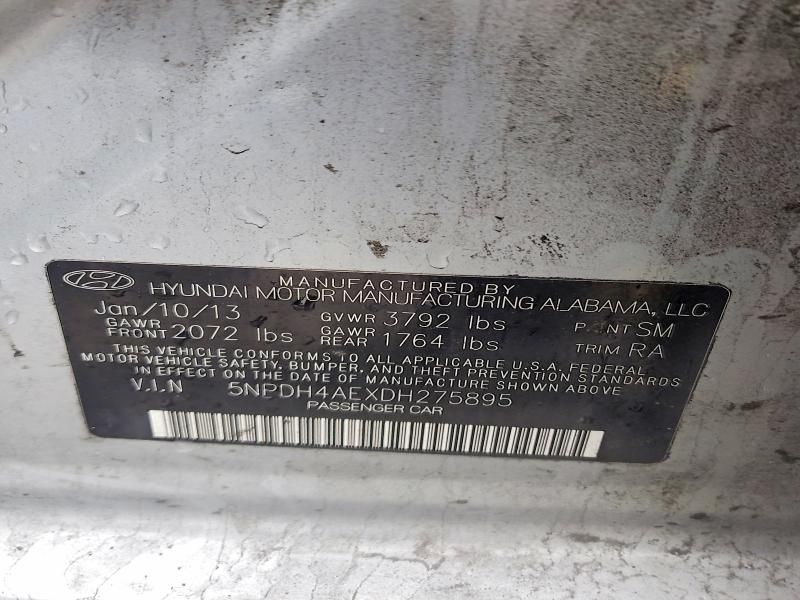 MANUFACTURED BY
HYUNDAI MOTOR MANUFACTURING ALABAMA, LLC
Jan/10/13 GVWR 3792 lbs PAINT SM
GAWR FRONT 2072 lbs GAWR REAR 1764 lbs TRIM RA
THIS VEHICLE CONFORMS TO ALL APPLICABLE U.S.A. FEDERAL
MOTOR VEHICLE SAFETY, BUMPER, AND THEFT PREVENTION STANDARDS
IN EFFECT ON THE DATE OF MANUFACTURE SHOWN ABOVE
V.I.N 5NPDH4AEXDH275895
PASSENGER CAR